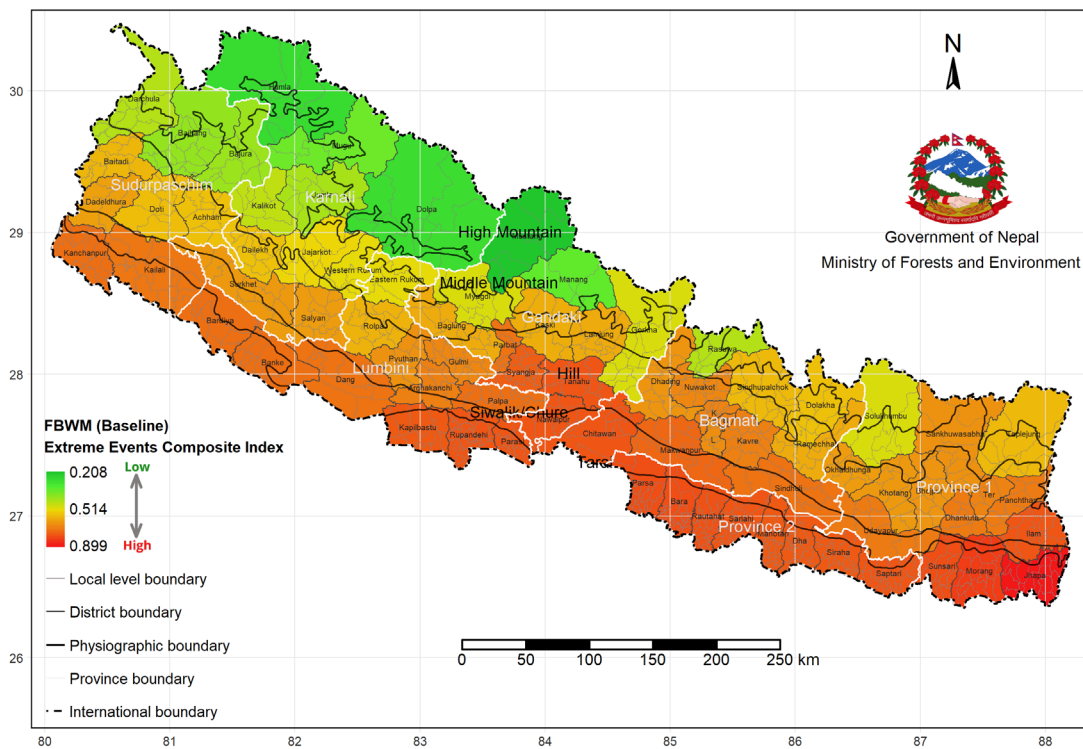 N
Government of Nepal
Ministry of Forests and Environment
30
29
28
27
26
80
81
82
83
84
85
86
87
88
Darchula
Bajhang
Bajura
Baitadi
Dadeldhura
Doti
Achham
Sudurpaschim
Kanchanpur
Kailali
Humla
Mugu
Karnali
Kalikot
Dolpa
Dailekh
Jajarkot
Western Rukum
Eastern Rukum
Surkhet
Salyan
Rolpa
Bardiya
Banke
Dang
Lumbini
Pyuthan
Gulmi
Arghakanchi
Palpa
Kapilbastu
Rupandehi
Parasi
High Mountain
Middle Mountain
Manang
Myagdi
Gandaki
Baglung
Kaski
Lamjung
Gorkha
Parbat
Syangja
Tanahu
Hill
Siwalik/Chure
Nawalpur
Chitawan
Tarai
Rasuwa
Dhading
Nuwakot
Sindhupalchok
Dolakha
Bagmati
K
L
Kavre
Ramechhap
Makwanpur
Sindhuli
Parsa
Bara
Rautahat
Sarlahi
Province 2
Mahottari
Dha
Siraha
Saptari
Solukhumbu
Okhaldhunga
Khotang
Bhoj
Sankhuwasabha
Taplejung
Province 1
Ter
Panchthar
Dhankuta
Udayapur
Ilam
Sunsari
Morang
Jhapa
FBWM (Baseline)
Extreme Events Composite Index
0.208
Low
0.514
0.899
High
Local level boundary
District boundary
Physiographic boundary
Province boundary
International boundary
0
50
100
150
200
250 km